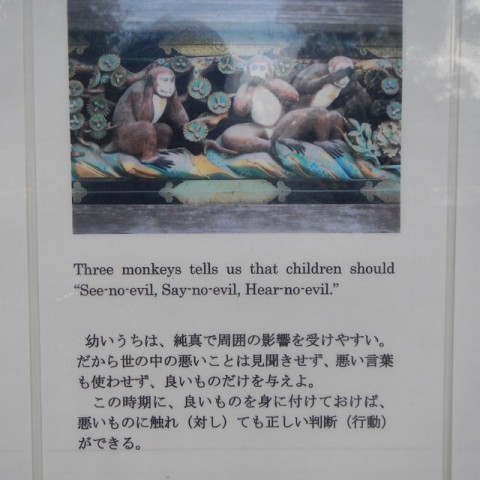 Three monkeys tells us that children should
“See-no-evil, Say-no-evil, Hear-no-evil.”
幼いうちは、純真で周囲の影響を受けやすい。
だから世の中の悪いことは見聞きせず、悪い言葉
も使わせず、良いものだけを与えよ。
この時期に、良いものを身に付けておけば、
悪いものに触れ（対し）ても正しい判断（行動）
ができる。